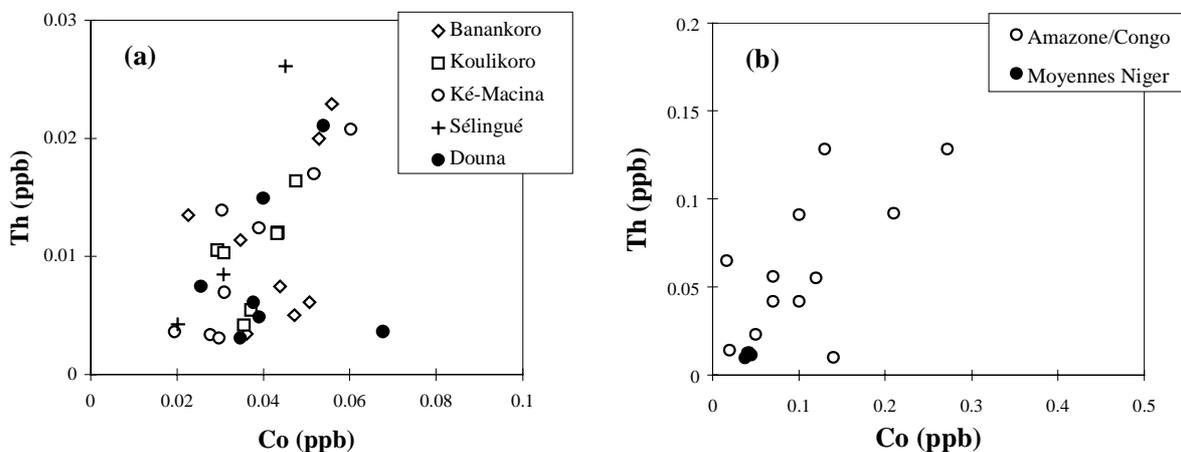 (a)
Th (ppb)
0.03
0.02
0.01
0
0 0.02 0.04 0.06 0.08 0.1
Co (ppb)
Banankoro
Koulikoro
Ké-Macina
Sélingué
Douna
(b)
Th (ppb)
0.2
0.15
0.1
0.05
0
0 0.1 0.2 0.3 0.4 0.5
Co (ppb)
Amazone/Congo
Moyennes Niger